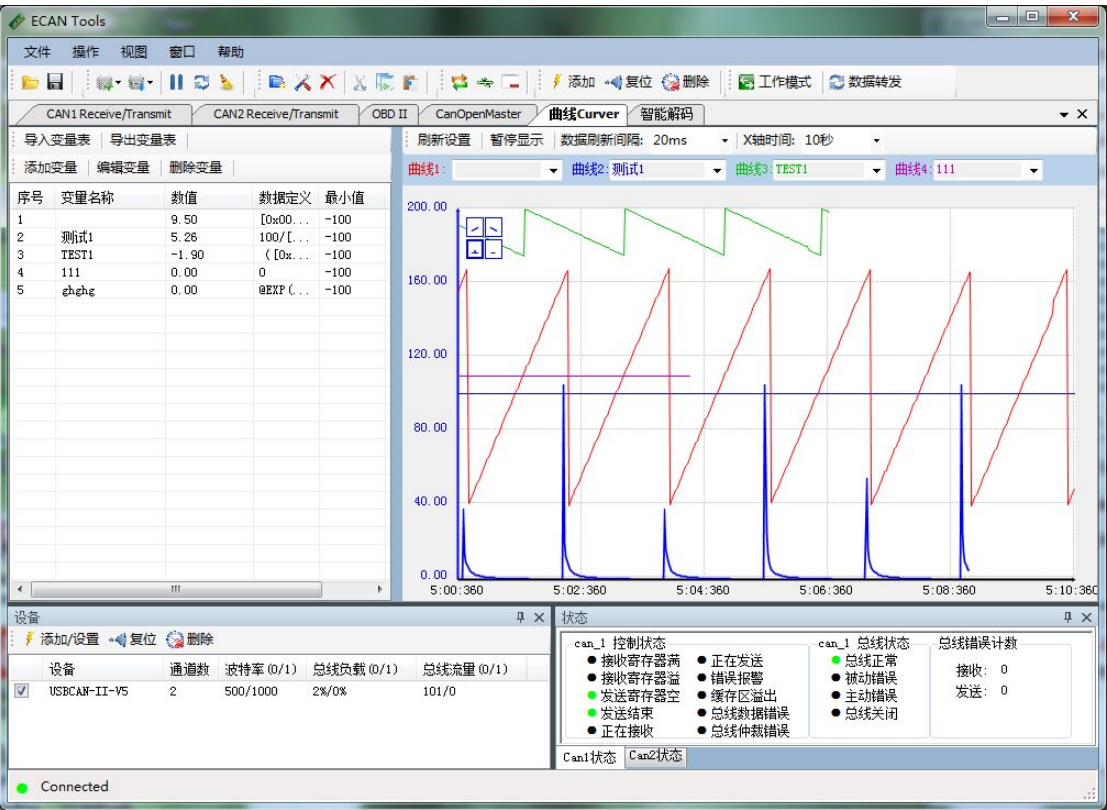 ECAN Tools
文件 操作 视图 窗口 帮助
添加 复位 删除 工作模式 数据转发
CAN1 Receive/Transmit CAN2 Receive/Transmit OBD II CanOpenMaster 曲线Curver 智能解码
导入变量表 导出变量表 刷新设置 暂停显示 数据刷新间隔: 20ms X轴时间: 10秒
添加变量 编辑变量 删除变量 曲线1: 曲线2: 测试1 曲线3: TEST1 曲线4: 111
序号 变量名称 数值 数据定义 最小值
1 9.50 [0x00... -100
2 测试1 5.26 100/[... -100
3 TEST1 -1.90 ([0x... -100
4 111 0.00 0 -100
5 ghghg 0.00 @EXP(... -100
200.00
160.00
120.00
80.00
40.00
0.00
5:00:360 5:02:360 5:04:360 5:06:360 5:08:360 5:10:360
设备
添加/设置 复位 删除
设备 通道数 波特率(0/1) 总线负载(0/1) 总线流量(0/1)
USBCAN-II-V5 2 500/1000 2%/0% 101/0
状态
can_1 控制状态 can_1 总线状态 总线错误计数
接收寄存器满 正在发送 总线正常 接收: 0
接收寄存器溢 错误报警 被动错误 发送: 0
发送寄存器空 缓存区溢出 主动错误
发送结束 总线数据错误 总线关闭
正在接收 总线仲裁错误
Can1状态 Can2状态
Connected